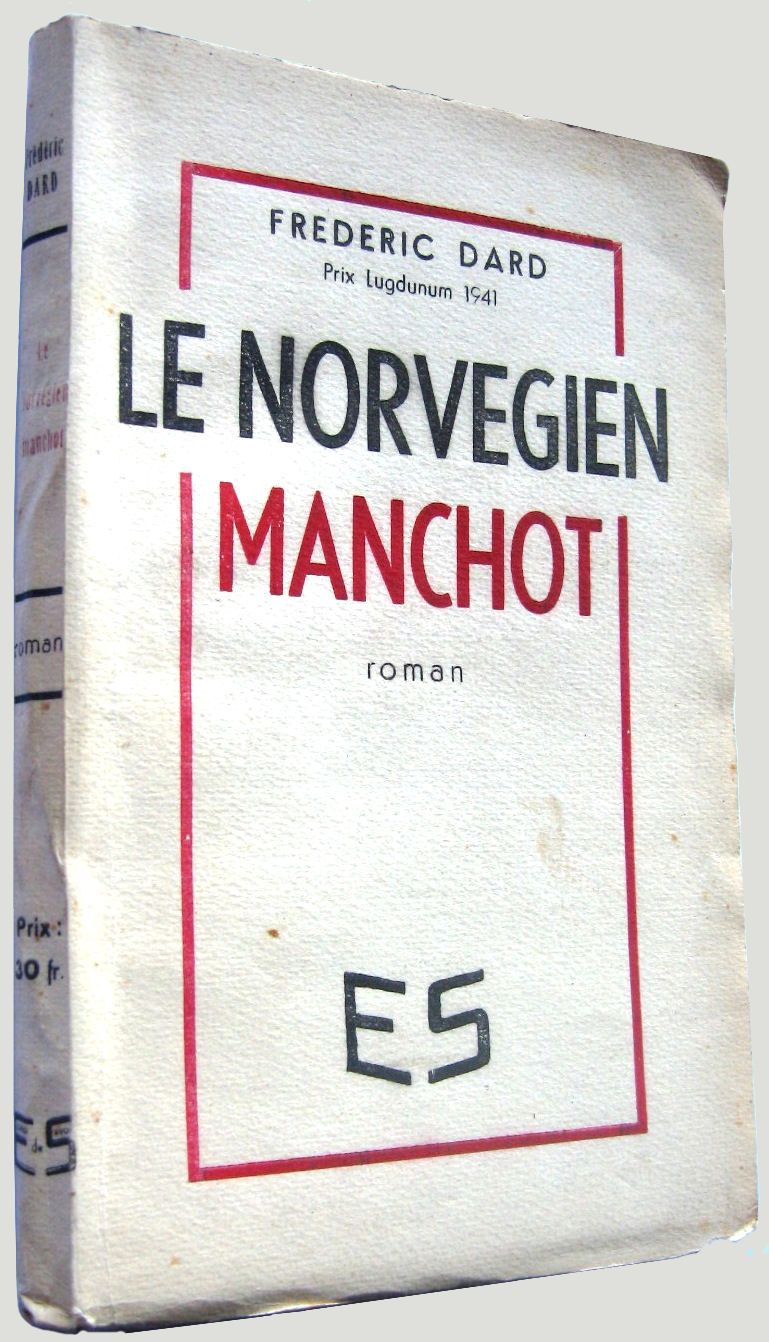 FREDERIC DARD
Prix Lugdunum 1941
LE NORVEGIEN
MANCHOT
roman
ES
Frédéric
DARD
Le
norvégien
manchot
roman
Prix :
30 fr.
E de S